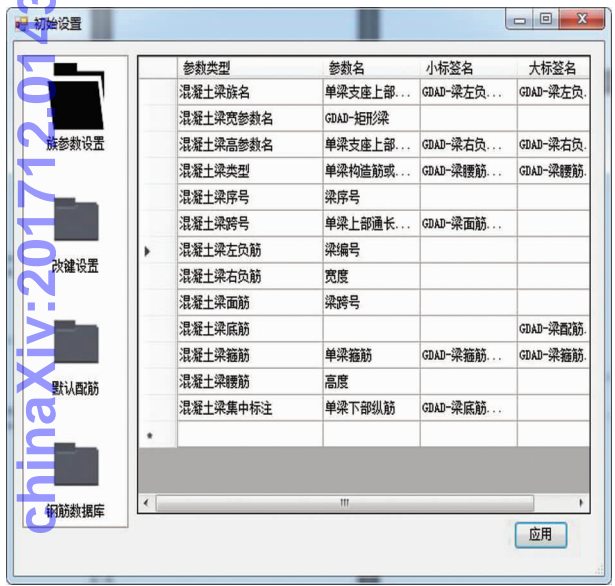 初始设置
参数类型 参数名 小标签名 大标签名
混凝土梁族名 单梁支座上部... GDAD-梁左负... GDAD-梁左负.
混凝土梁宽参数名 GDAD-矩形梁
混凝土梁高参数名 单梁支座上部... GDAD-梁右负... GDAD-梁右负.
混凝土梁类型 单梁构造筋或... GDAD-梁腰筋... GDAD-梁腰筋.
混凝土梁序号 梁序号
混凝土梁跨号 单梁上部通长... GDAD-梁面筋...
混凝土梁左负筋 梁编号
混凝土梁右负筋 宽度
混凝土梁面筋 梁跨号
混凝土梁底筋 GDAD-梁配筋.
混凝土梁箍筋 单梁箍筋 GDAD-梁箍筋... GDAD-梁箍筋.
混凝土梁腰筋 高度
混凝土梁集中标注 单梁下部纵筋 GDAD-梁底筋...
族参数设置
改键设置
默认配筋
钢筋数据库
应用
chinaXiv:201712.0